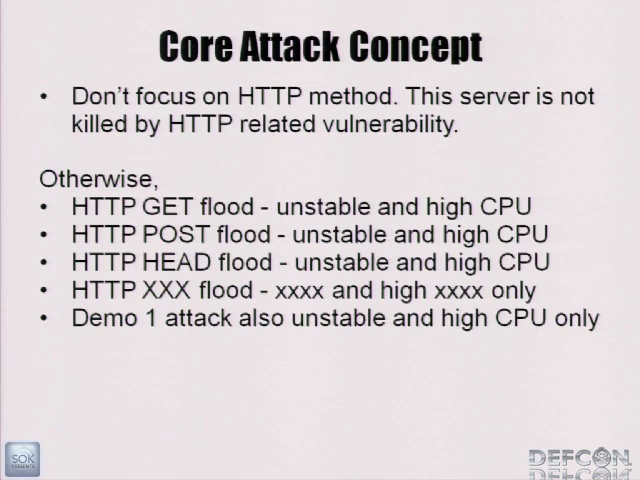 Core Attack Concept
• Don't focus on HTTP method. This server is not
killed by HTTP related vulnerability.
Otherwise,
• HTTP GET flood - unstable and high CPU
• HTTP POST flood - unstable and high CPU
• HTTP HEAD flood - unstable and high CPU
• HTTP XXX flood - xxxx and high xxxx only
• Demo 1 attack also unstable and high CPU only
SOK
DEFCON